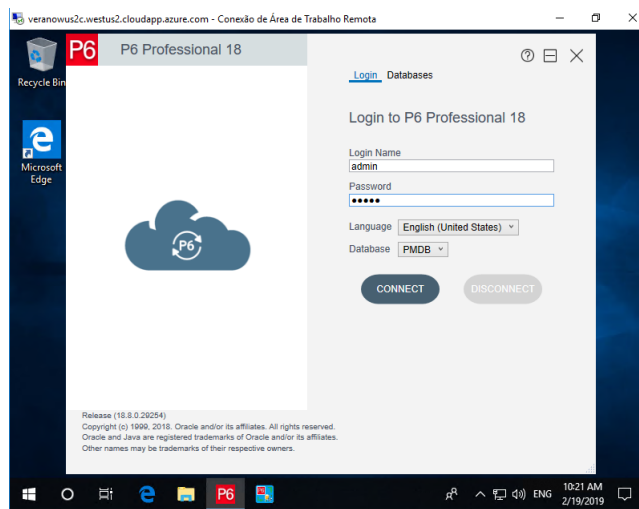 veranowus2c.westus2.cloudapp.azure.com - Conexão de Área de Trabalho Remota
P6 P6 Professional 18
Recycle Bin
Login Databases
Login to P6 Professional 18
Login Name
admin
Password
•••••
Microsoft
Edge
Language English (United States)
Database PMDB
P6
CONNECT DISCONNECT
Release (18.8.0.29254)
Copyright (c) 1999, 2018. Oracle and/or its affiliates. All rights reserved.
Oracle and Java are registered trademarks of Oracle and/or its affiliates.
Other names may be trademarks of their respective owners.
P6
ENG
10:21 AM
2/19/2019